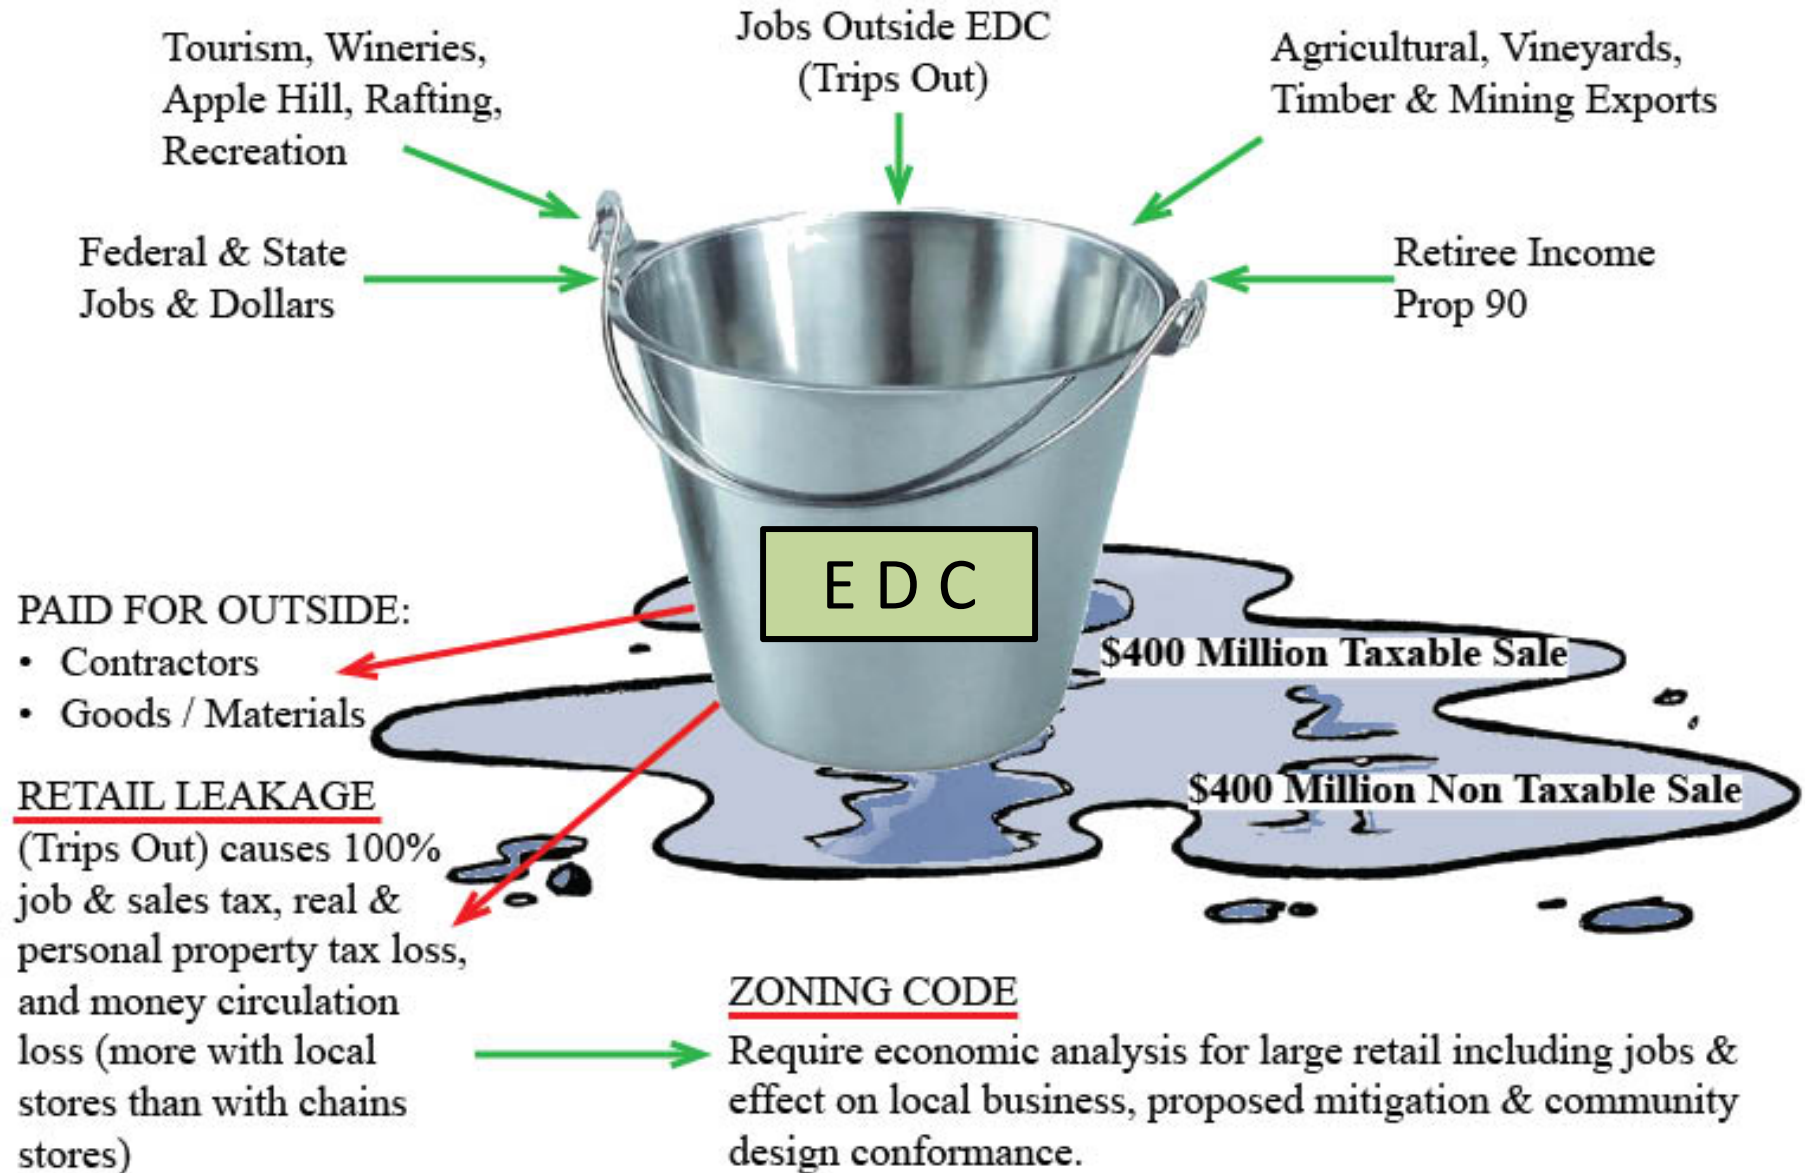 Tourism, Wineries,
Apple Hill, Rafting,
Recreation
Jobs Outside EDC
(Trips Out)
Agricultural, Vineyards,
Timber & Mining Exports
Federal & State
Jobs & Dollars
Retiree Income
Prop 90
E D C
PAID FOR OUTSIDE:
• Contractors
• Goods / Materials
$400 Million Taxable Sale
$400 Million Non Taxable Sale
RETAIL LEAKAGE
(Trips Out) causes 100%
job & sales tax, real &
personal property tax loss,
and money circulation
loss (more with local
stores than with chains
stores)
ZONING CODE
Require economic analysis for large retail including jobs &
effect on local business, proposed mitigation & community
design conformance.